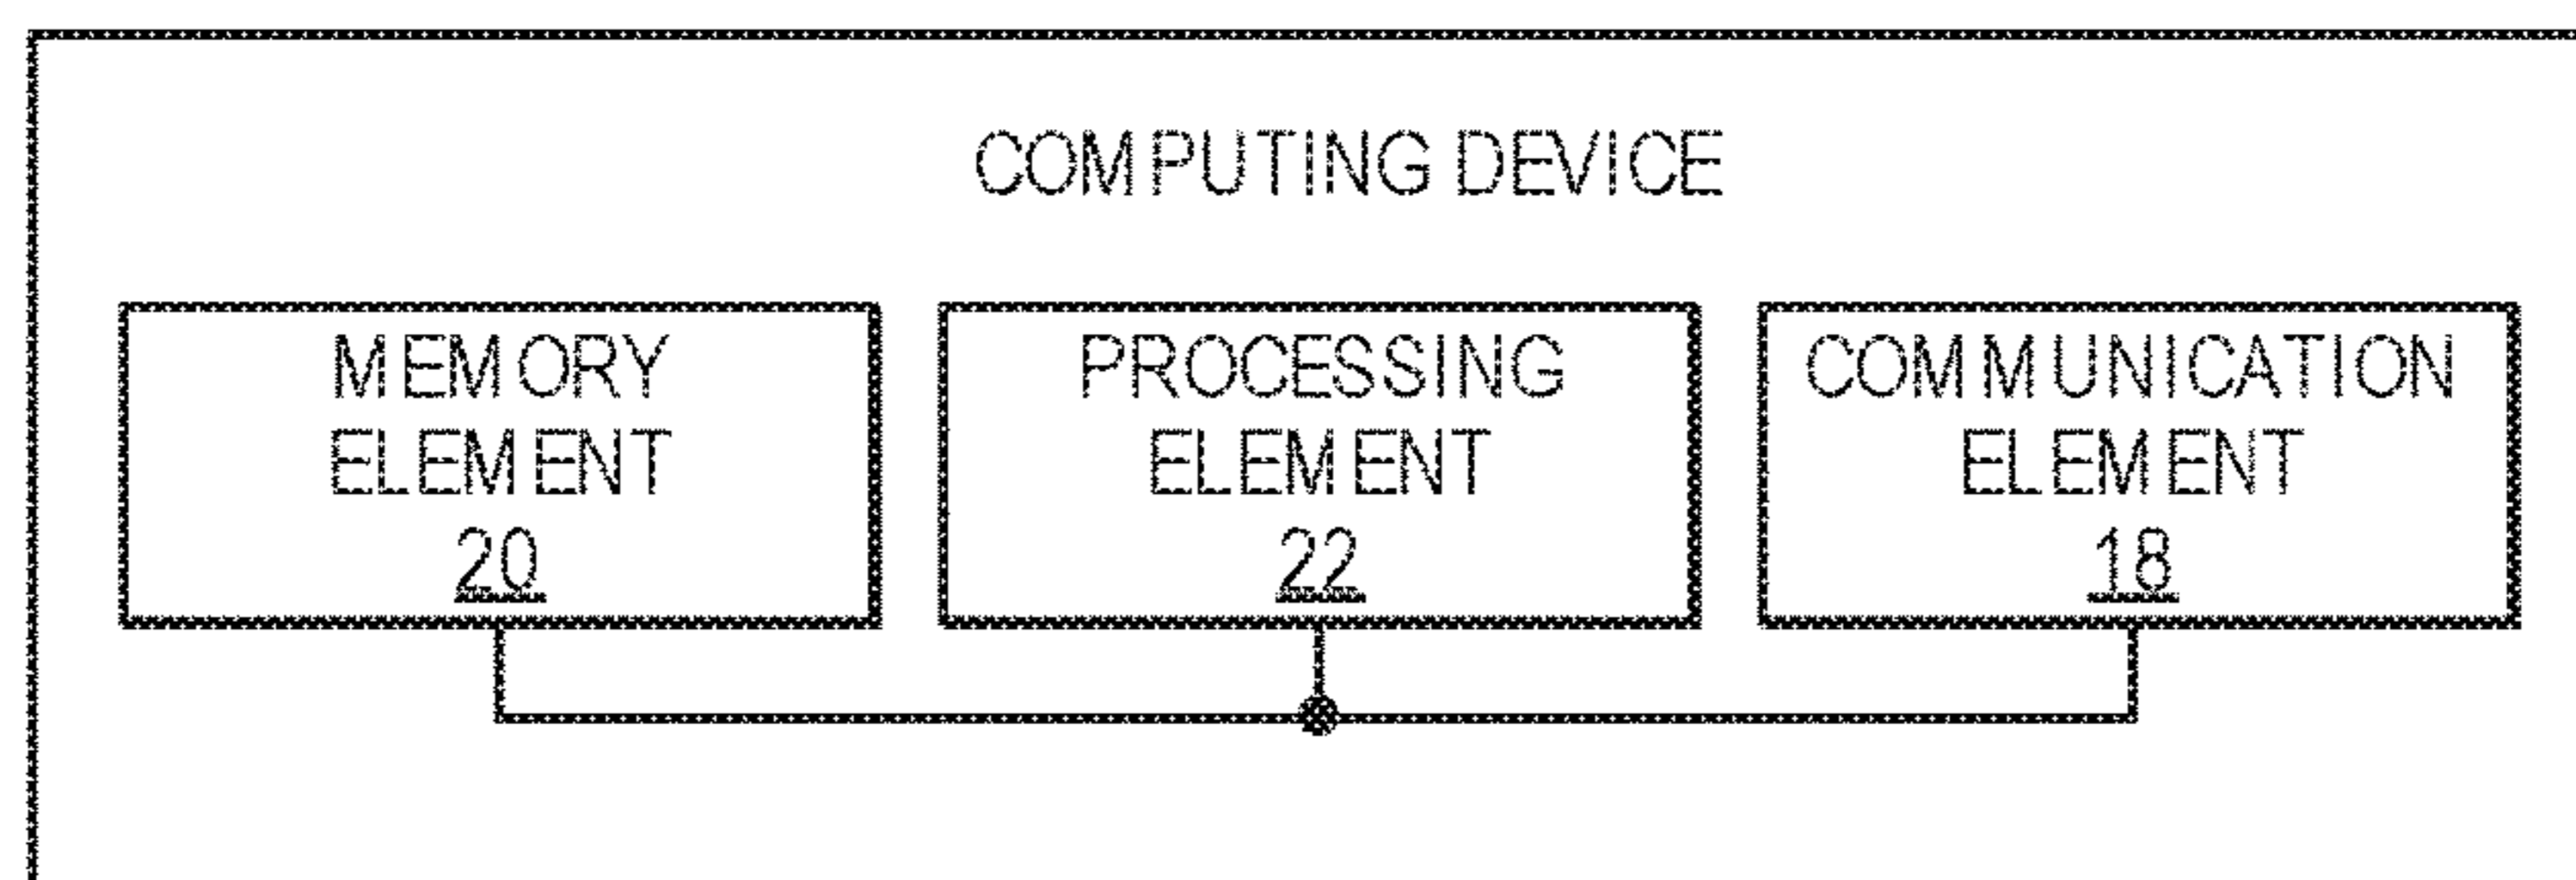 COMPUTING DEVICE
MEMORY
ELEMENT
20
PROCESSING
ELEMENT
22
COMMUNICATION
ELEMENT
18